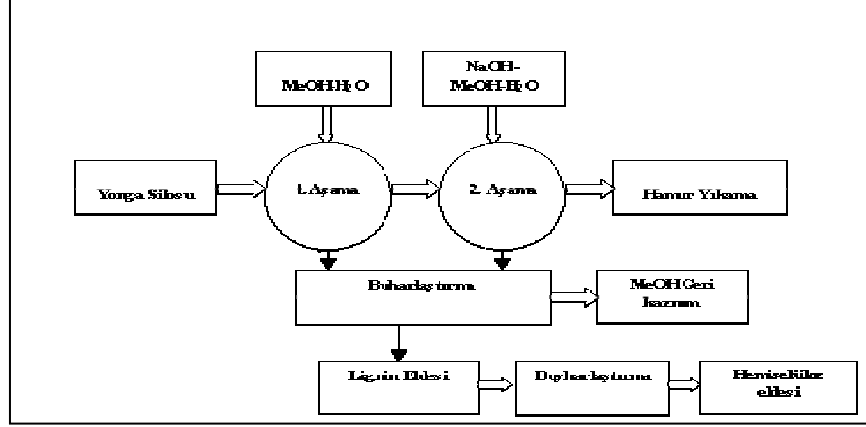 MeOH-H₂O
NaOH-
MeOH-H₂O
Yonga Silosu
1. Aşama
2. Aşama
Hamur Yıkama
Buharlaştırma
MeOH Geri
kazanım
Lignin Eldesi
Hemiselüloz
eldesi